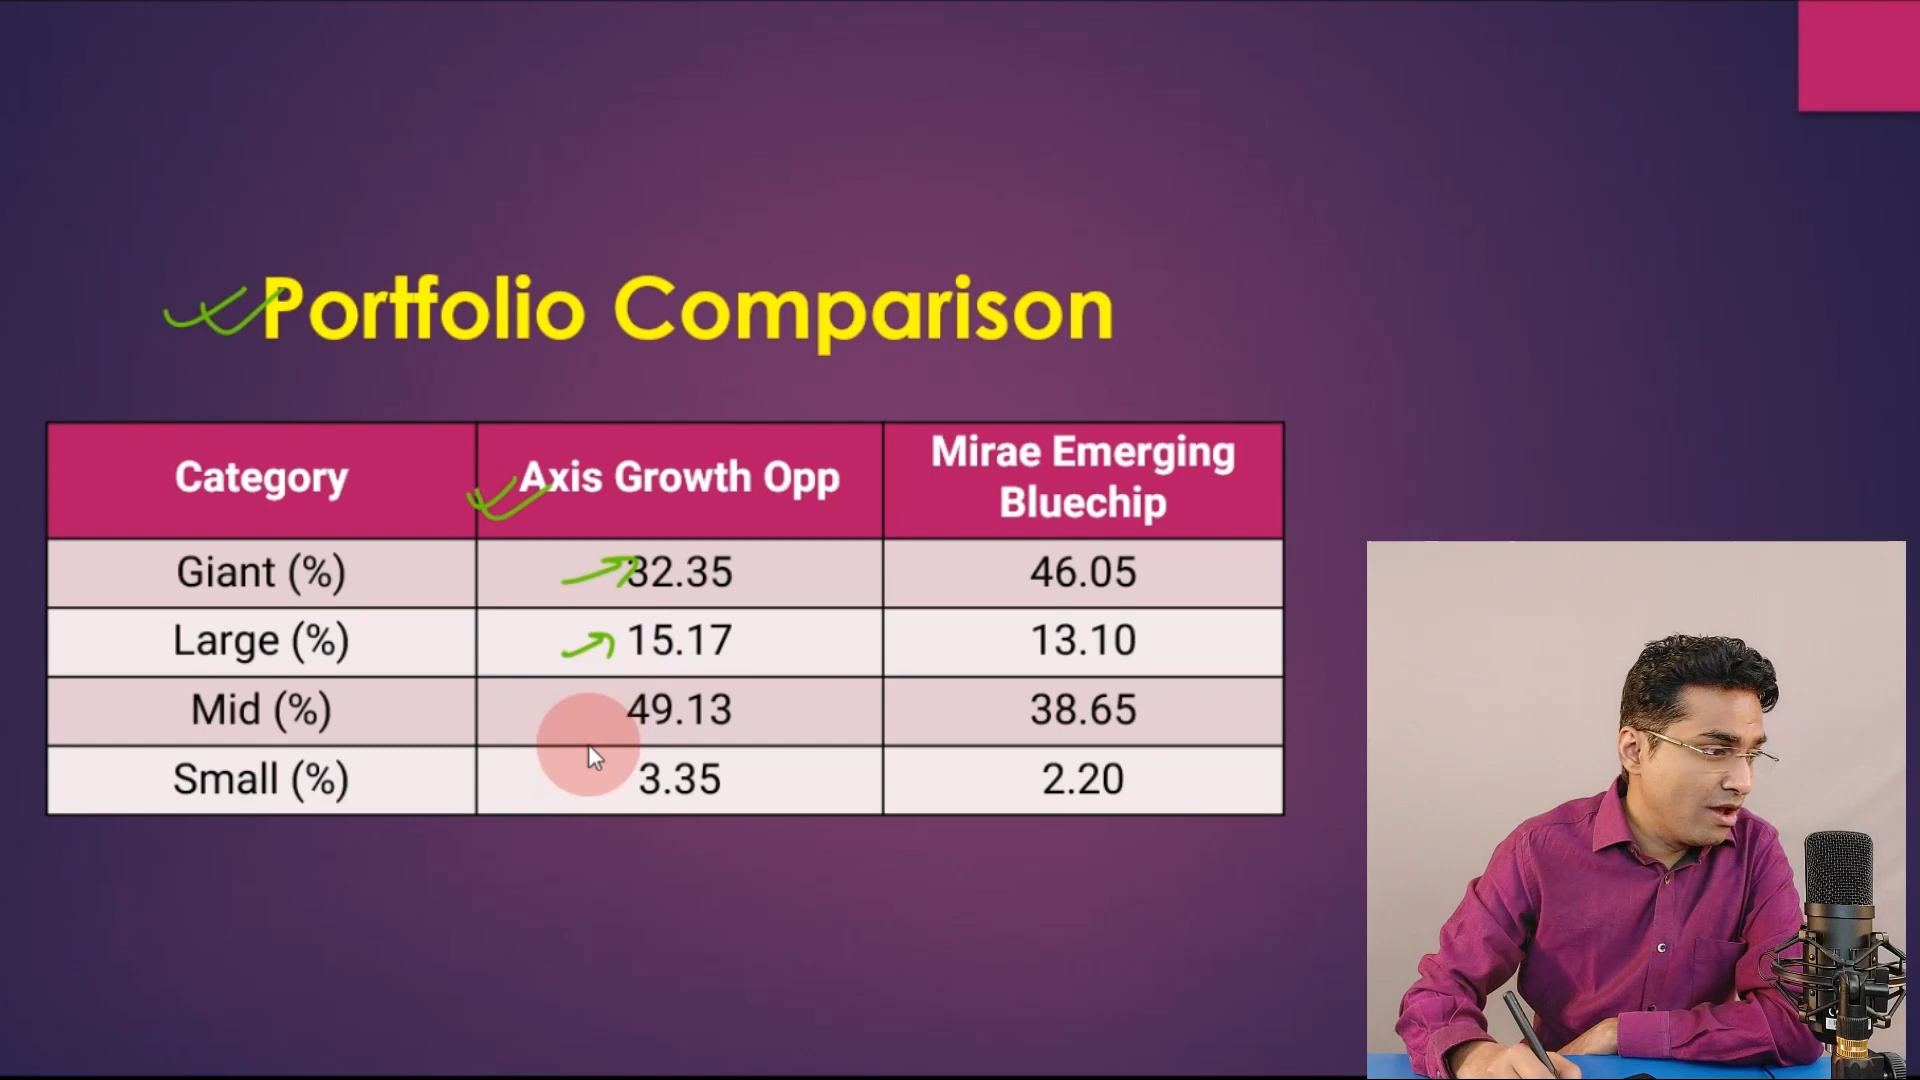 Portfolio Comparison
Category Axis Growth Opp Mirae Emerging
Bluechip
Giant (%) 32.35 46.05
Large (%) 15.17 13.10
Mid (%) 49.13 38.65
Small (%) 3.35 2.20